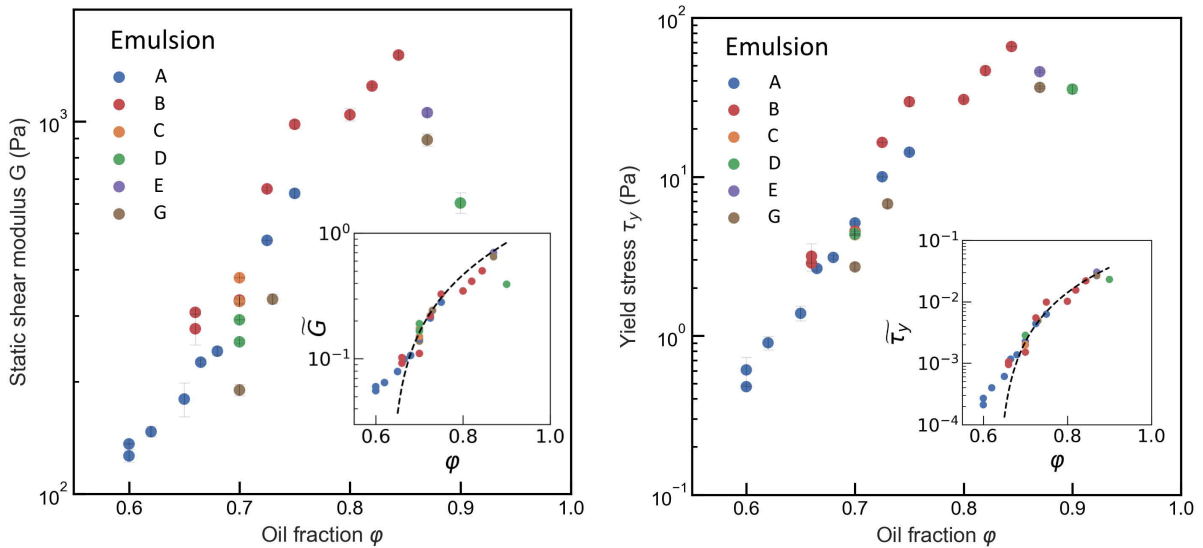 Emulsion
A
B
C
D
E
G
Static shear modulus G (Pa)
10³
10²
0.6 0.7 0.8 0.9 1.0
Oil fraction φ
G̃
10⁰
10⁻¹
0.6 0.8 1.0
φ
Emulsion
A
B
C
D
E
G
Yield stress τy (Pa)
10²
10¹
10⁰
10⁻¹
0.6 0.7 0.8 0.9 1.0
Oil fraction φ
τ̃y
10⁻¹
10⁻²
10⁻³
10⁻⁴
0.6 0.8 1.0
φ